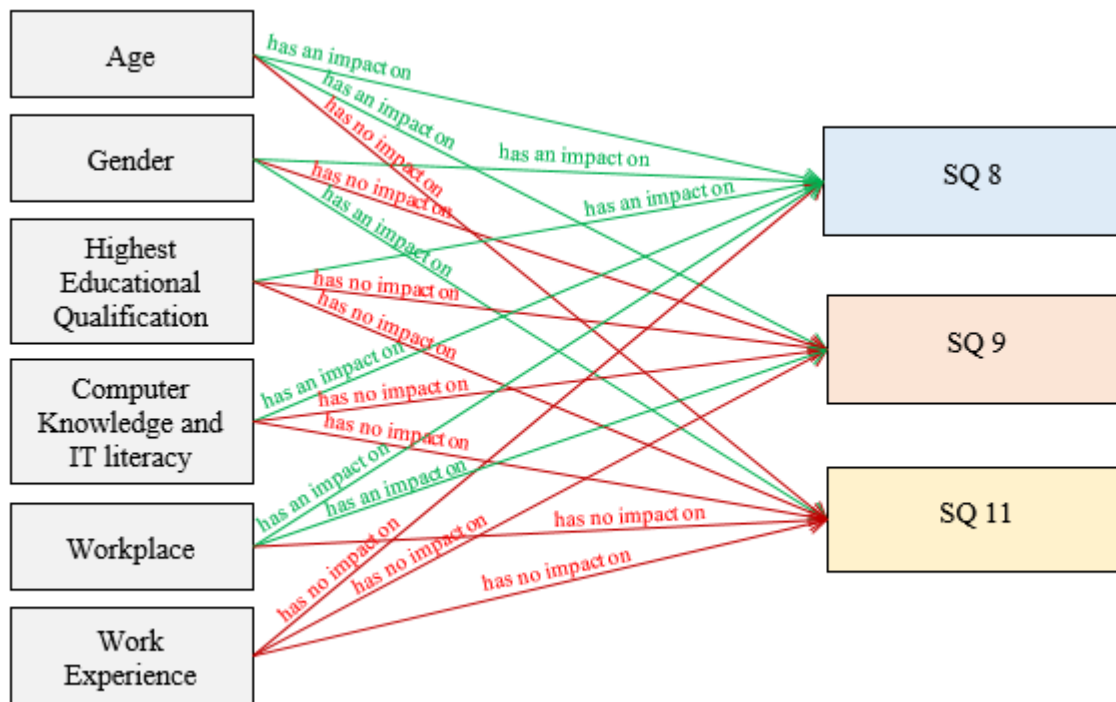 Age
Gender
Highest
Educational
Qualification
Computer
Knowledge and
IT literacy
Workplace
Work
Experience
has an impact on
has an impact on
has no impact on
has an impact on
has no impact on
has an impact on
has an impact on
has no impact on
has no impact on
has an impact on
has no impact on
has no impact on
has an impact on
has an impact on
has no impact on
has no impact on
has no impact on
has no impact on
SQ 8
SQ 9
SQ 11